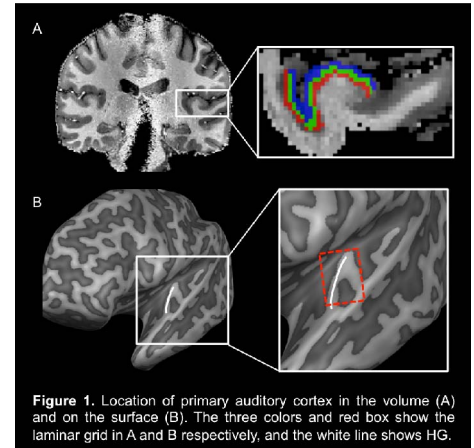 A
B
Figure 1. Location of primary auditory cortex in the volume (A)
and on the surface (B). The three colors and red box show the
laminar grid in A and B respectively, and the white line shows HG.